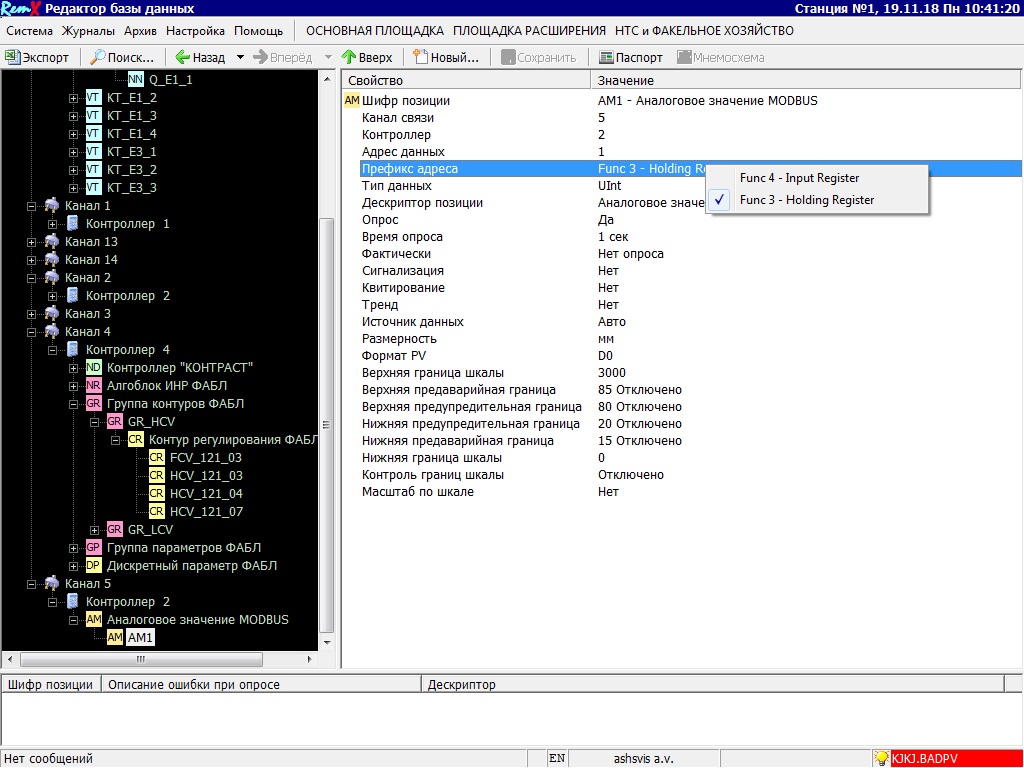 RemX Редактор базы данных Станция №1, 19.11.18 Пн 10:41:20
Система Журналы Архив Настройка Помощь ОСНОВНАЯ ПЛОЩАДКА ПЛОЩАДКА РАСШИРЕНИЯ НТС и ФАКЕЛЬНОЕ ХОЗЯЙСТВО
Экспорт Поиск... Назад Вперёд Вверх Новый... Сохранить Паспорт Мнемосхема
NN Q_E1_1
VT KT_E1_2
VT KT_E1_3
VT KT_E1_4
VT KT_E3_1
VT KT_E3_2
VT KT_E3_3
Канал 1
Контроллер 1
Канал 13
Канал 14
Канал 2
Контроллер 2
Канал 3
Канал 4
Контроллер 4
ND Контроллер "КОНТРАСТ"
NR Алгоблок ИНР ФАБЛ
GR Группа контуров ФАБЛ
GR GR_HCV
CR Контур регулирования ФАБЛ
CR FCV_121_03
CR HCV_121_03
CR HCV_121_04
CR HCV_121_07
GR GR_LCV
GP Группа параметров ФАБЛ
DP Дискретный параметр ФАБЛ
Канал 5
Контроллер 2
AM Аналоговое значение MODBUS
AM AM1
Свойство Значение
AM Шифр позиции AM1 - Аналоговое значение MODBUS
Канал связи 5
Контроллер 2
Адрес данных 1
Префикс адреса Func 3 - Holding
Тип данных UInt
Дескриптор позиции Аналоговое
Опрос Да
Время опроса 1 сек
Фактически Нет опроса
Сигнализация Нет
Квитирование Нет
Тренд Нет
Источник данных Авто
Размерность мм
Формат PV D0
Верхняя граница шкалы 3000
Верхняя предаварийная граница 85 Отключено
Верхняя предупредительная граница 80 Отключено
Нижняя предупредительная граница 20 Отключено
Нижняя предаварийная граница 15 Отключено
Нижняя граница шкалы 0
Контроль границ шкалы Отключено
Масштаб по шкале Нет
Func 4 - Input Register
Func 3 - Holding Register
Шифр позиции Описание ошибки при опросе Дескриптор
Нет сообщений EN ashsvis a.v. KJKJ.BADPV